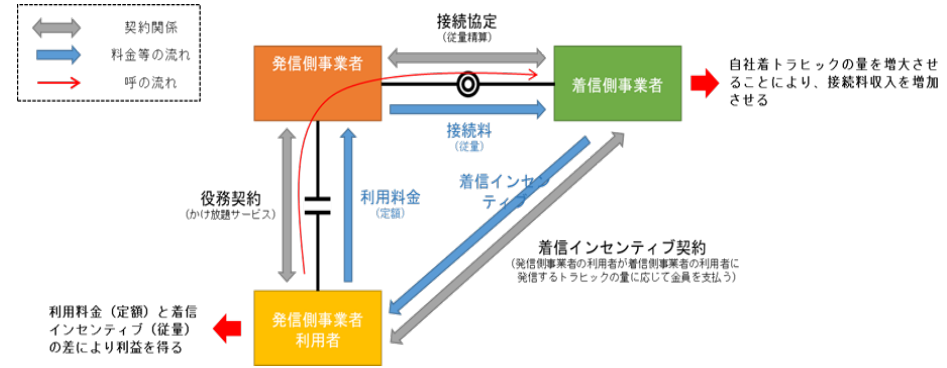 契約関係
料金等の流れ
呼の流れ
接続協定
(従量精算)
発信側事業者
着信側事業者
自社着トラヒックの量を増大させ
ることにより、接続料収入を増加
させる
接続料
(従量)
役務契約
(かけ放題サービス)
利用料金
(定額)
着信インセン
ティブ
着信インセンティブ契約
(発信側事業者の利用者が着信側事業者の利用者に
発信するトラヒックの量に応じて金員を支払う)
利用料金(定額)と着信
インセンティブ(従量)
の差により利益を得る
発信側事業者
利用者